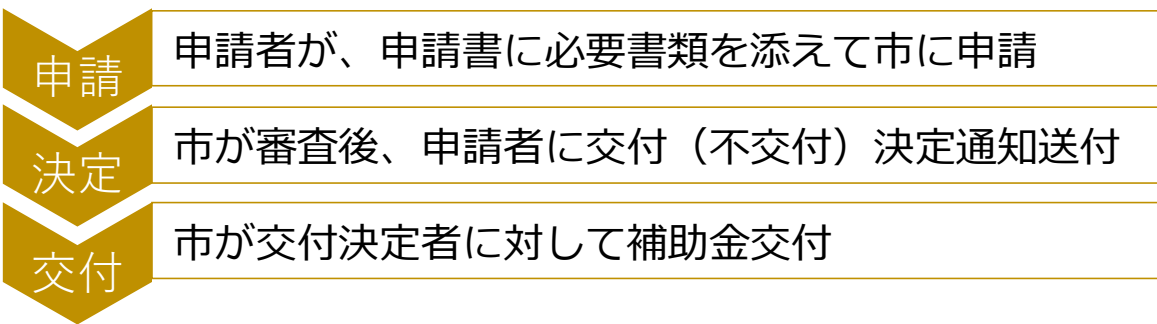 申請
申請者が、申請書に必要書類を添えて市に申請
決定
市が審査後、申請者に交付（不交付）決定通知送付
交付
市が交付決定者に対して補助金交付